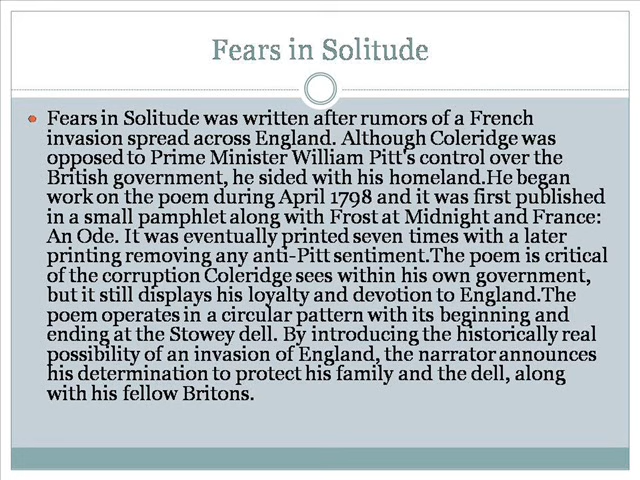 Fears in Solitude
Fears in Solitude was written after rumors of a French
invasion spread across England. Although Coleridge was
opposed to Prime Minister William Pitt's control over the
British government, he sided with his homeland.He began
work on the poem during April 1798 and it was first published
in a small pamphlet along with Frost at Midnight and France:
An Ode. It was eventually printed seven times with a later
printing removing any anti-Pitt sentiment.The poem is critical
of the corruption Coleridge sees within his own government,
but it still displays his loyalty and devotion to England.The
poem operates in a circular pattern with its beginning and
ending at the Stowey dell. By introducing the historically real
possibility of an invasion of England, the narrator announces
his determination to protect his family and the dell, along
with his fellow Britons.